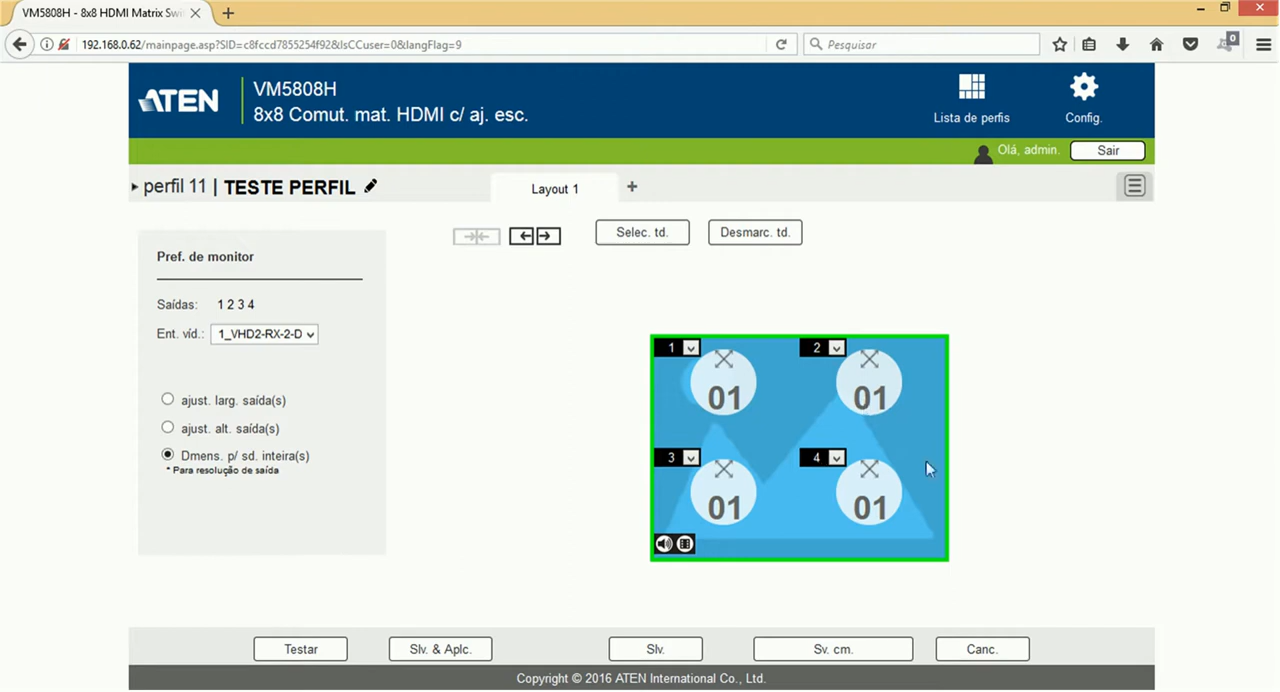 VM5808H - 8x8 HDMI Matrix Swi
192.168.0.62/mainpage.asp?SID=c8fccd7855254f92&lsCCuser=0&langFlag=9
Pesquisar
0
ATEN
VM5808H
8x8 Comut. mat. HDMI c/ aj. esc.
Lista de perfis
Config.
Olá, admin.
Sair
perfil 11 | TESTE PERFIL
Layout 1
+
Selec. td.
Desmarc. td.
Pref. de monitor
Saídas: 1 2 3 4
Ent. víd.: 1_VHD2-RX-2-D
ajust. larg. saída(s)
ajust. alt. saída(s)
Dmens. p/ sd. inteira(s)
* Para resolução de saída
1
01
2
01
3
01
4
01
Testar
Slv. & Aplc.
Slv.
Sv. cm.
Canc.
Copyright © 2016 ATEN International Co., Ltd.